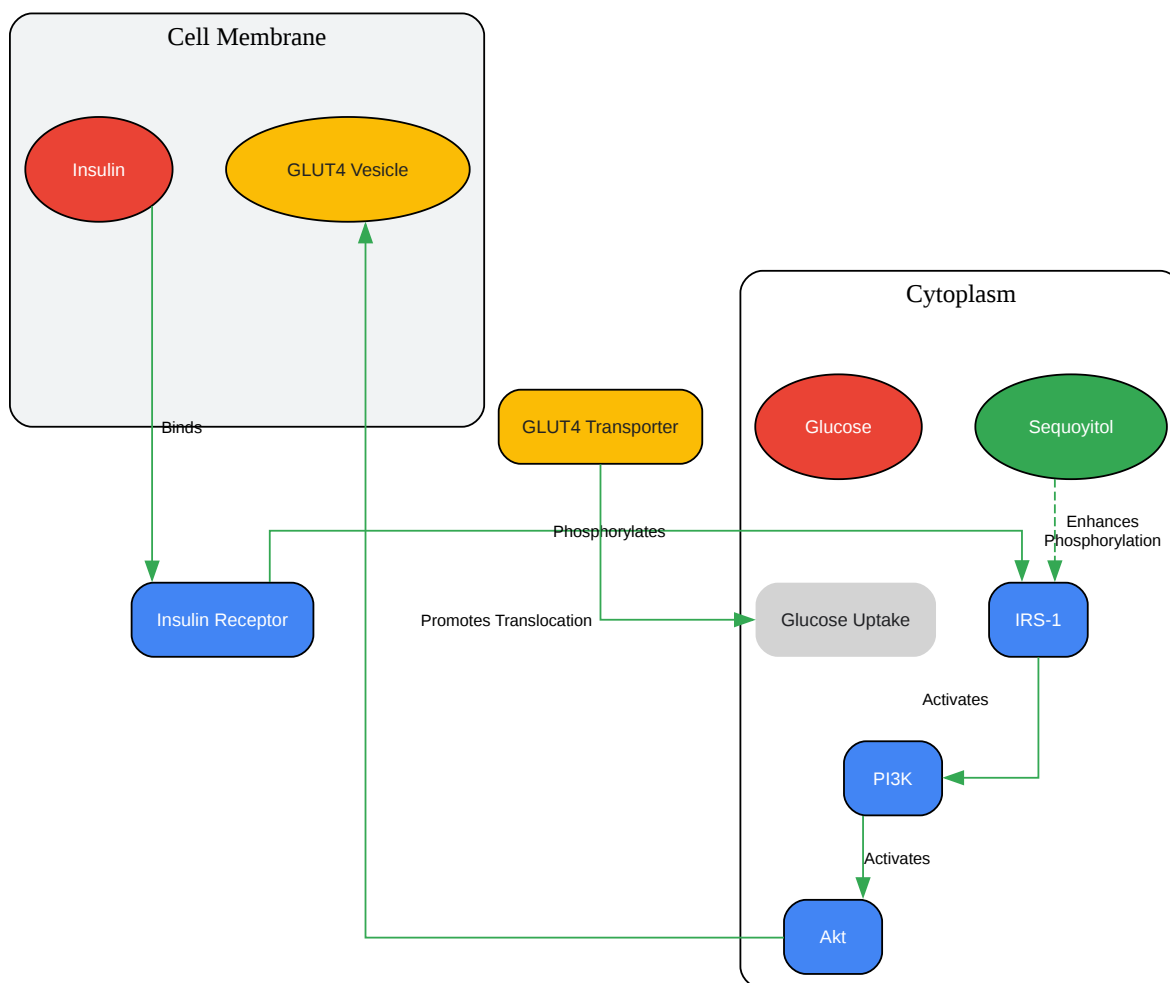 Cell Membrane
Insulin
GLUT4 Vesicle
Cytoplasm
Binds
GLUT4 Transporter
Glucose
Sequoyitol
Phosphorylates
Enhances
Phosphorylation
Insulin Receptor
Promotes Translocation
Glucose Uptake
IRS-1
Activates
PI3K
Activates
Akt